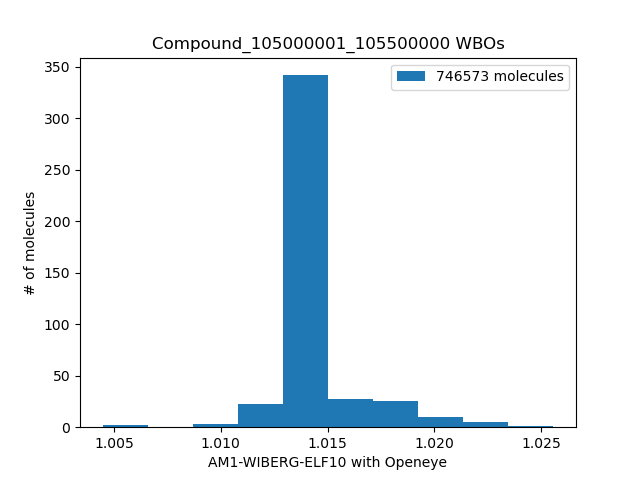 Compound_105000001_105500000 WBOs
746573 molecules
# of molecules
350
300
250
200
150
100
50
0
1.005 1.010 1.015 1.020 1.025
AM1-WIBERG-ELF10 with Openeye